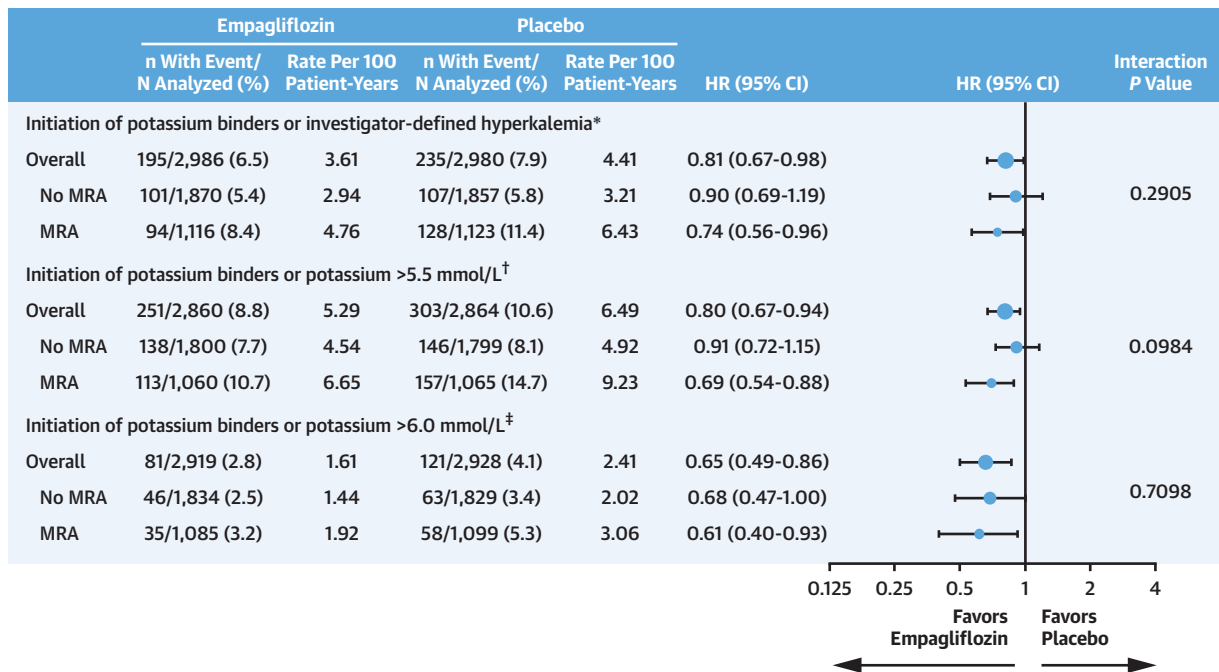 Empagliflozin Placebo
n With Event/ Rate Per 100 n With Event/ Rate Per 100 Interaction
N Analyzed (%) Patient-Years N Analyzed (%) Patient-Years HR (95% CI) HR (95% CI) P Value
Initiation of potassium binders or investigator-defined hyperkalemia*
Overall 195/2,986 (6.5) 3.61 235/2,980 (7.9) 4.41 0.81 (0.67-0.98)
No MRA 101/1,870 (5.4) 2.94 107/1,857 (5.8) 3.21 0.90 (0.69-1.19) 0.2905
MRA 94/1,116 (8.4) 4.76 128/1,123 (11.4) 6.43 0.74 (0.56-0.96)
Initiation of potassium binders or potassium >5.5 mmol/L†
Overall 251/2,860 (8.8) 5.29 303/2,864 (10.6) 6.49 0.80 (0.67-0.94)
No MRA 138/1,800 (7.7) 4.54 146/1,799 (8.1) 4.92 0.91 (0.72-1.15) 0.0984
MRA 113/1,060 (10.7) 6.65 157/1,065 (14.7) 9.23 0.69 (0.54-0.88)
Initiation of potassium binders or potassium >6.0 mmol/L‡
Overall 81/2,919 (2.8) 1.61 121/2,928 (4.1) 2.41 0.65 (0.49-0.86)
No MRA 46/1,834 (2.5) 1.44 63/1,829 (3.4) 2.02 0.68 (0.47-1.00) 0.7098
MRA 35/1,085 (3.2) 1.92 58/1,099 (5.3) 3.06 0.61 (0.40-0.93)
0.125 0.25 0.5 1 2 4
Favors Favors
Empagliflozin Placebo